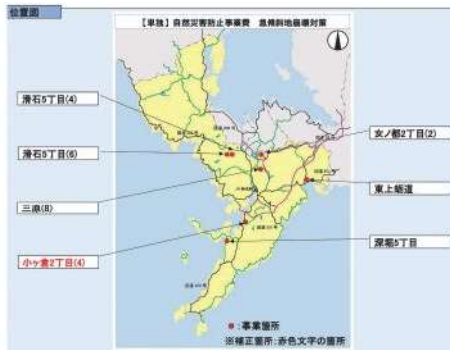 位置図
【単独】自然災害防止事業費 急傾斜地崩壊対策
滑石5丁目(4)
女ノ都2丁目(2)
滑石5丁目(6)
東上蛎道
三原(8)
小ヶ倉2丁目(4)
深堀5丁目
●:事業箇所
※補正箇所:赤色文字の箇所